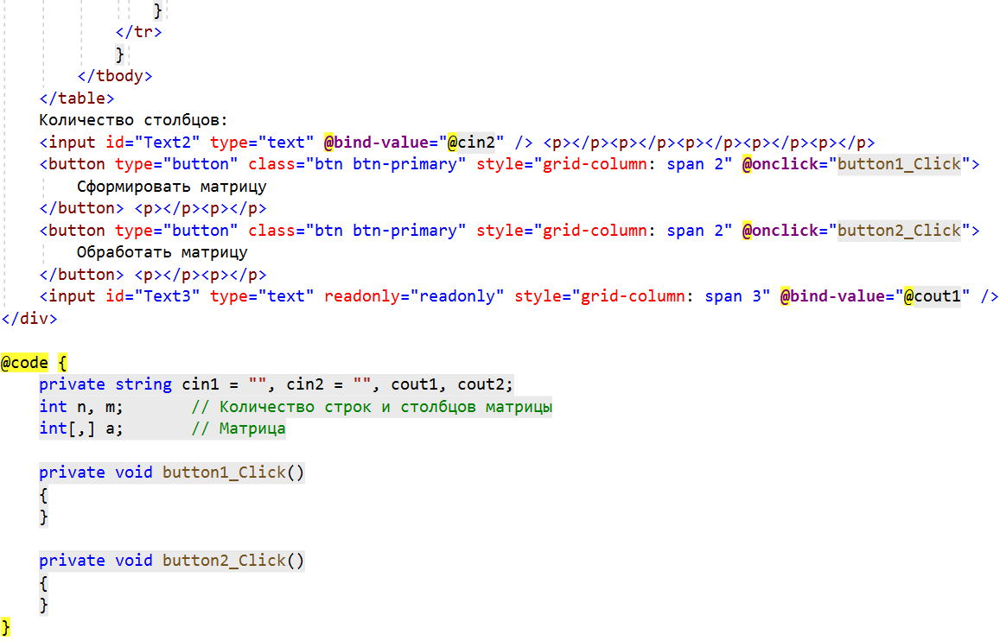 }
</tr>
}
</tbody>
</table>
Количество столбцов:
<input id="Text2" type="text" @bind-value="@cin2" /> <p></p><p></p><p></p><p></p><p></p>
<button type="button" class="btn btn-primary" style="grid-column: span 2" @onclick="button1_Click">
Сформировать матрицу
</button> <p></p><p></p>
<button type="button" class="btn btn-primary" style="grid-column: span 2" @onclick="button2_Click">
Обработать матрицу
</button> <p></p><p></p>
<input id="Text3" type="text" readonly="readonly" style="grid-column: span 3" @bind-value="@cout1" />
</div>
@code {
private string cin1 = "", cin2 = "", cout1, cout2;
int n, m; // Количество строк и столбцов матрицы
int[,] a; // Матрица
private void button1_Click()
{
}
private void button2_Click()
{
}
}